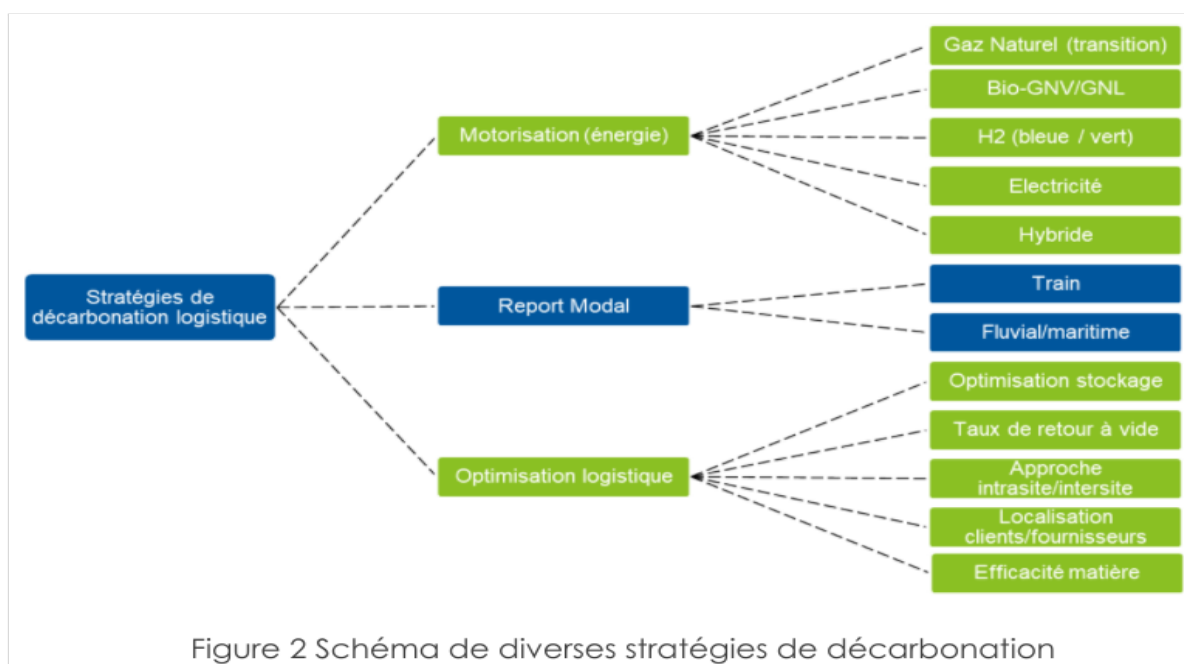 Stratégies de
décarbonation logistique
Motorisation (énergie)
Gaz Naturel (transition)
Bio-GNV/GNL
H2 (bleue / vert)
Electricité
Hybride
Report Modal
Train
Fluvial/maritime
Optimisation logistique
Optimisation stockage
Taux de retour à vide
Approche
intrasite/intersite
Localisation
clients/fournisseurs
Efficacité matière
Figure 2 Schéma de diverses stratégies de décarbonation